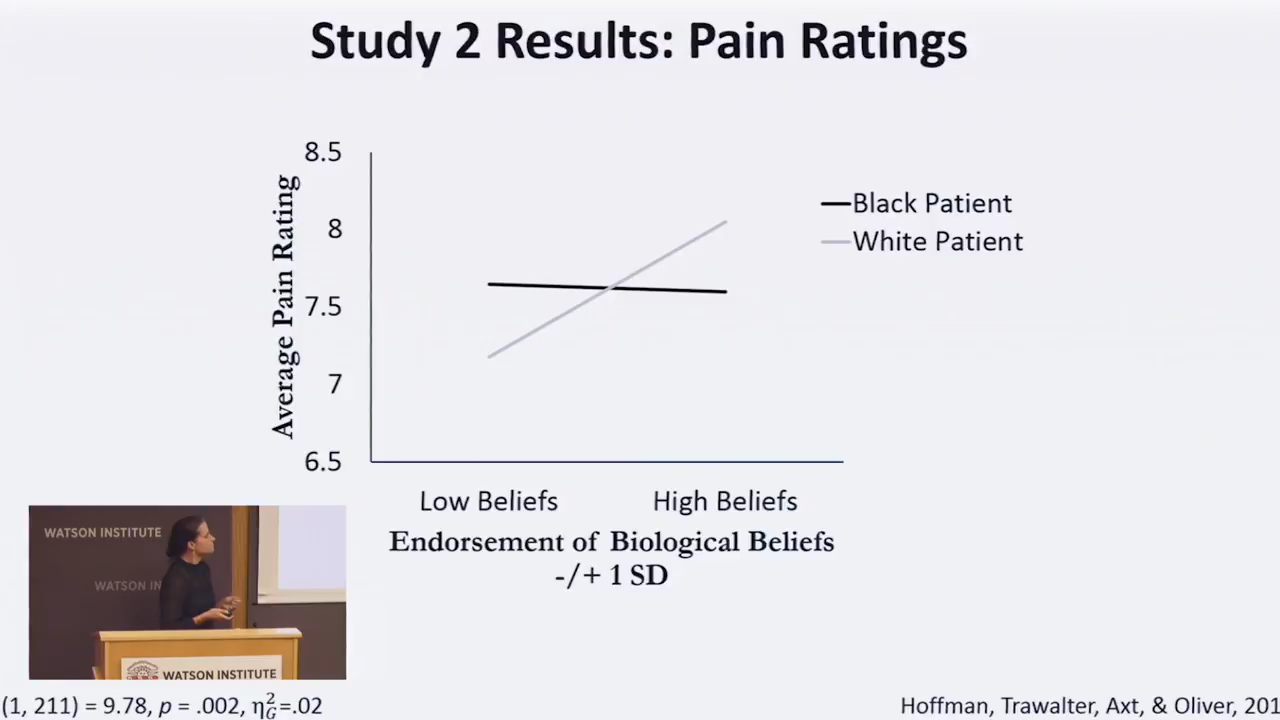 Study 2 Results: Pain Ratings
8.5
8
7.5
7
6.5
Average Pain Rating
Black Patient
White Patient
Low Beliefs High Beliefs
Endorsement of Biological Beliefs
-/+ 1 SD
WATSON INSTITUTE
WATSON IN
WATSON INSTITUTE
(1, 211) = 9.78, p = .002, η²G=.02
Hoffman, Trawalter, Axt, & Oliver, 201